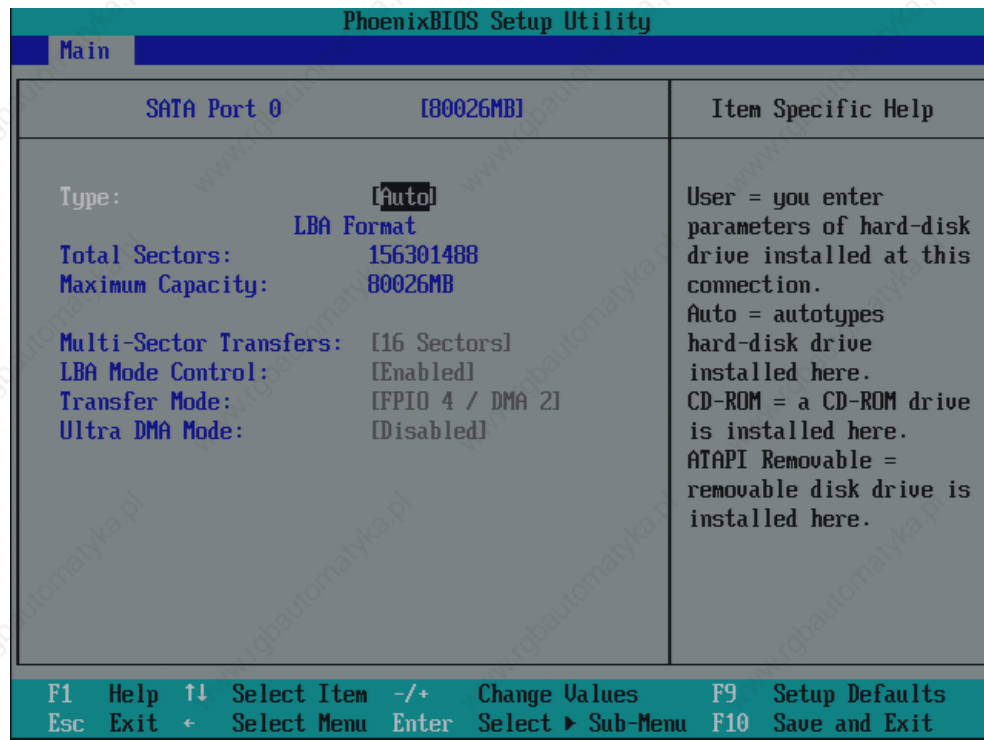 PhoenixBIOS Setup Utility
Main
SATA Port 0 [80026MB]
Item Specific Help
Type: [Auto]
LBA Format
Total Sectors: 156301488
Maximum Capacity: 80026MB
Multi-Sector Transfers: [16 Sectors]
LBA Mode Control: [Enabled]
Transfer Mode: [FPIO 4 / DMA 2]
Ultra DMA Mode: [Disabled]
User = you enter
parameters of hard-disk
drive installed at this
connection.
Auto = autotypes
hard-disk drive
installed here.
CD-ROM = a CD-ROM drive
is installed here.
ATAPI Removable =
removable disk drive is
installed here.
F1 Help ↑↓ Select Item -/+ Change Values F9 Setup Defaults
Esc Exit ← Select Menu Enter Select ▶ Sub-Menu F10 Save and Exit
www.rgbautomatyka.pl